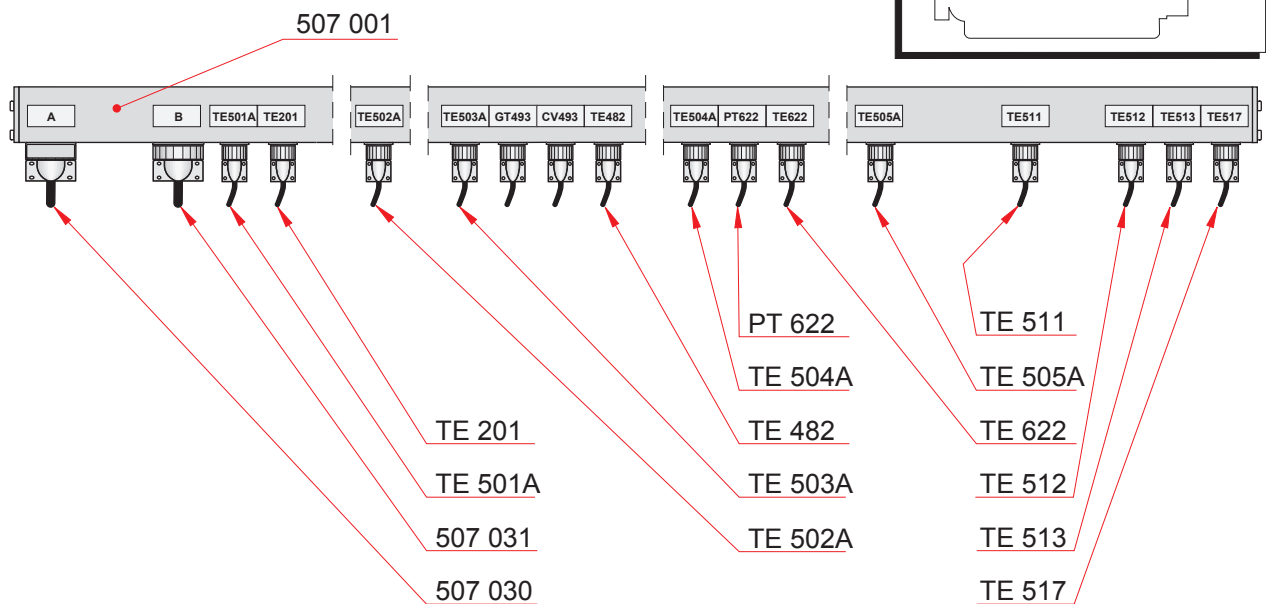 507 001
A B TE501A TE201 TE502A TE503A GT493 CV493 TE482 TE504A PT622 TE622 TE505A TE511 TE512 TE513 TE517
PT 622 TE 511
TE 504A TE 505A
TE 201 TE 482 TE 622
TE 501A TE 503A TE 512
507 031 TE 502A TE 513
507 030 TE 517